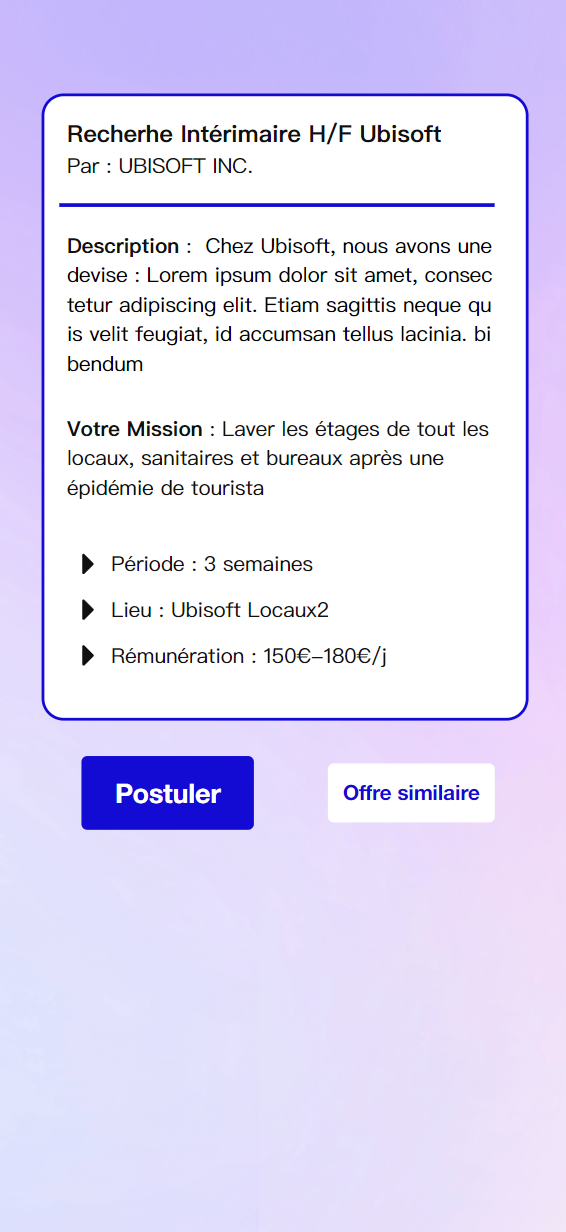 Recherhe Intérimaire H/F Ubisoft
Par : UBISOFT INC.
Description :  Chez Ubisoft, nous avons une
devise : Lorem ipsum dolor sit amet, consec
tetur adipiscing elit. Etiam sagittis neque qu
is velit feugiat, id accumsan tellus lacinia. bi
bendum
Votre Mission : Laver les étages de tout les
locaux, sanitaires et bureaux après une
épidémie de tourista
Période : 3 semaines
Lieu : Ubisoft Locaux2
Rémunération : 150€–180€/j
Postuler
Offre similaire